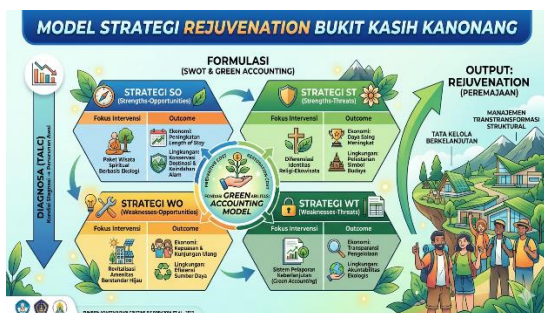 MODEL STRATEGI REJUVENATION BUKIT KASIH KANONANG
FORMULASI
(SWOT & GREEN ACCOUNTING)
DIAGNOSA (TALC)
STRATEGI SO
(Strengths-Opportunities)
Fokus Intervensi
Outcome
Paket Wisata
Spiritual
Berbasis Ekologi
Ekonomi:
Peningkatan
Length of Stay
Lingkungan:
Konservasi
Destinasi &
Keindahan
Alam
STRATEGI ST
(Strengths-Threats)
Fokus Intervensi
Outcome
Diferensiasi
Identitas
Religi-Ekowisata
Ekonomi:
Daya Saing
Meningkat
Lingkungan:
Pelestarian
Simbol
Budaya
GREEN
ACCOUNTING
MODEL
STRATEGI WO
(Weaknesses-Opportunities)
Fokus Intervensi
Outcome
Revitalisasi
Amenitas
Berstandar Hijau
Ekonomi:
Kepuasan &
Kunjungan Ulang
Lingkungan:
Efisiensi
Sumber Daya
STRATEGI WT
(Weaknesses-Threats)
Fokus Intervensi
Outcome
Sistem Pelaporan
Keberlanjutan
(Green Accounting)
Ekonomi:
Transparansi
Pengelolaan
Lingkungan:
Akuntabilitas
Ekologis
OUTPUT:
REJUVENATION
(PEREMAJAAN)
MANAJEMEN
TRANSTRANSFORMASI
STRUKTURAL
TATA KELOLA
BERKELANJUTAN